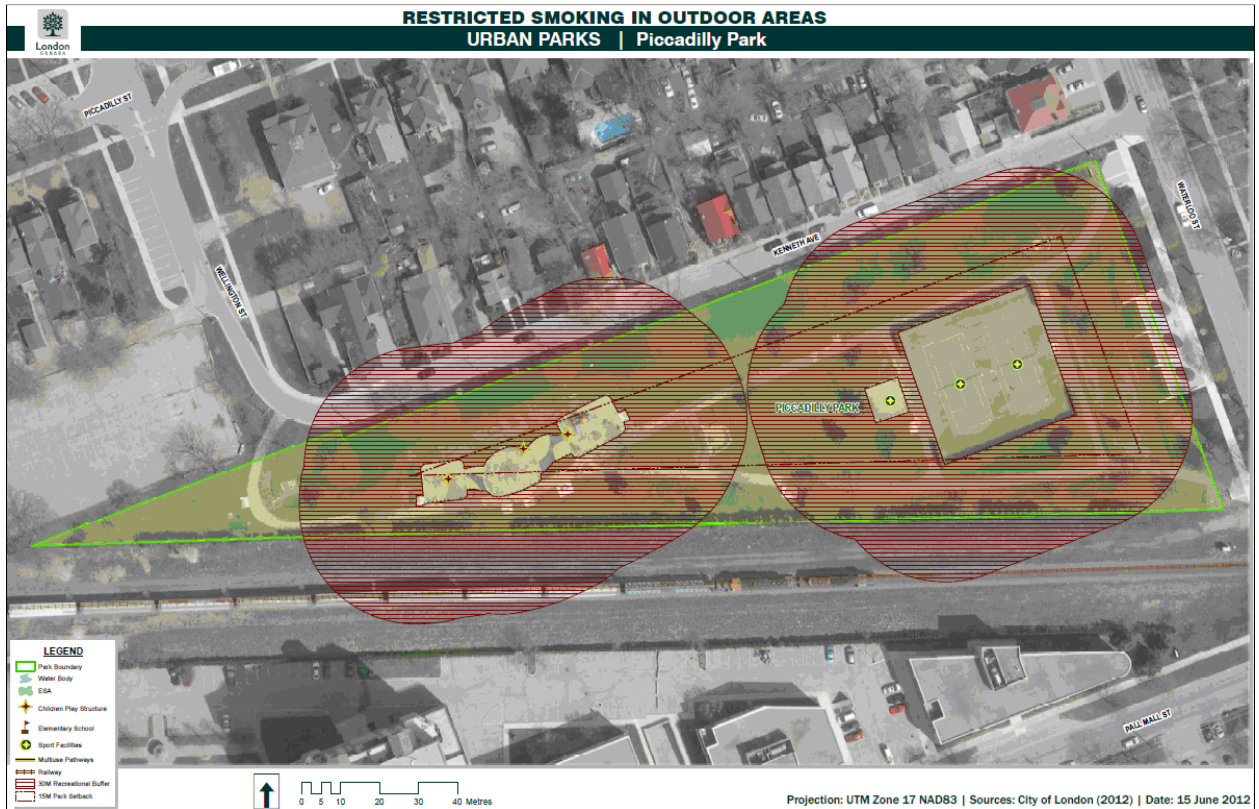 RESTRICTED SMOKING IN OUTDOOR AREAS
URBAN PARKS | Piccadilly Park
London
CANADA
PICCADILLY ST
WELLINGTON ST
KENNETH AVE
WATERLOO ST
PICCADILLY PARK
PALL MALL ST
LEGEND
Park Boundary
Water Body
ESA
Children Play Structure
Elementary School
Sport Facilities
Multiuse Pathways
Railway
30M Recreational Buffer
15M Park Setback
0 5 10 20 30 40 Metres
Projection: UTM Zone 17 NAD83 | Sources: City of London (2012) | Date: 15 June 2012